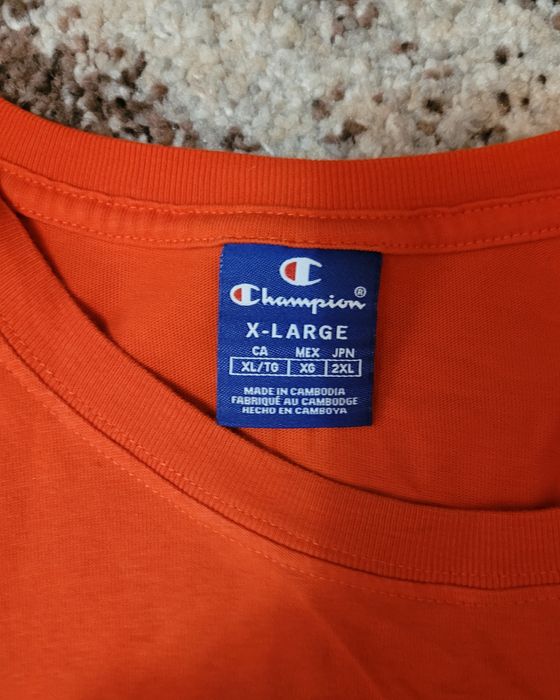 Champion®
X-LARGE
CA MEX JPN
XL/TG XG 2XL
MADE IN CAMBODIA
FABRIQUÉ AU CAMBODGE
HECHO EN CAMBOYA